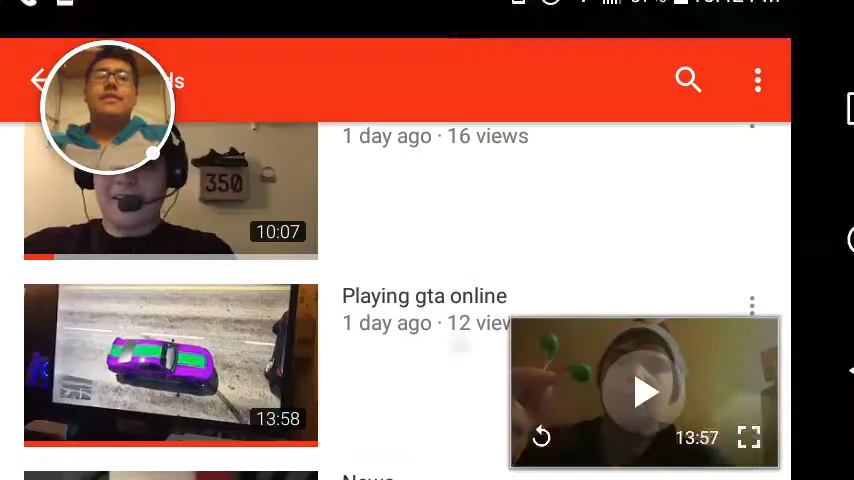 ds
1 day ago · 16 views
350
10:07
Playing gta online
1 day ago · 12 view
13:58
13:57